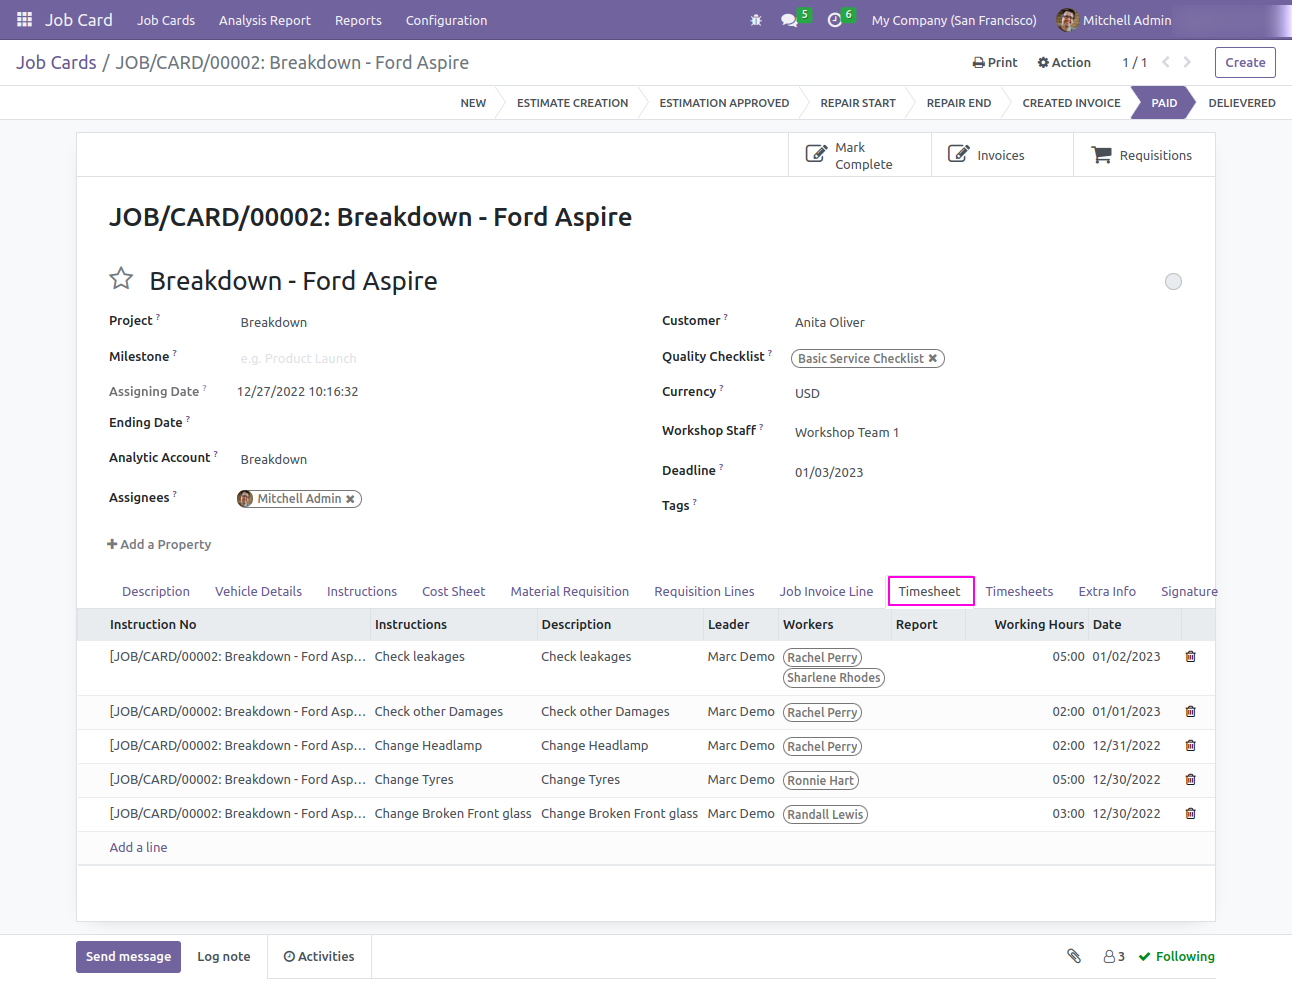 Job Card Job Cards Analysis Report Reports Configuration 5 6 My Company (San Francisco) Mitchell Admin
Job Cards / JOB/CARD/00002: Breakdown - Ford Aspire Print Action 1 / 1 Create
NEW ESTIMATE CREATION ESTIMATION APPROVED REPAIR START REPAIR END CREATED INVOICE PAID DELIEVERED
Mark Complete Invoices Requisitions
JOB/CARD/00002: Breakdown - Ford Aspire
Breakdown - Ford Aspire
Project ? Breakdown Customer ? Anita Oliver
Milestone ? e.g. Product Launch Quality Checklist ? Basic Service Checklist ✖
Assigning Date ? 12/27/2022 10:16:32 Currency ? USD
Ending Date ? Workshop Staff ? Workshop Team 1
Analytic Account ? Breakdown Deadline ? 01/03/2023
Assignees ? Mitchell Admin ✖ Tags ?
+ Add a Property
Description Vehicle Details Instructions Cost Sheet Material Requisition Requisition Lines Job Invoice Line Timesheet Timesheets Extra Info Signature
Instruction No Instructions Description Leader Workers Report Working Hours Date
[JOB/CARD/00002: Breakdown - Ford Asp... Check leakages Check leakages Marc Demo Rachel Perry Sharlene Rhodes 05:00 01/02/2023
[JOB/CARD/00002: Breakdown - Ford Asp... Check other Damages Check other Damages Marc Demo Rachel Perry 02:00 01/01/2023
[JOB/CARD/00002: Breakdown - Ford Asp... Change Headlamp Change Headlamp Marc Demo Rachel Perry 02:00 12/31/2022
[JOB/CARD/00002: Breakdown - Ford Asp... Change Tyres Change Tyres Marc Demo Ronnie Hart 05:00 12/30/2022
[JOB/CARD/00002: Breakdown - Ford Asp... Change Broken Front glass Change Broken Front glass Marc Demo Randall Lewis 03:00 12/30/2022
Add a line
Send message Log note Activities 3 Following